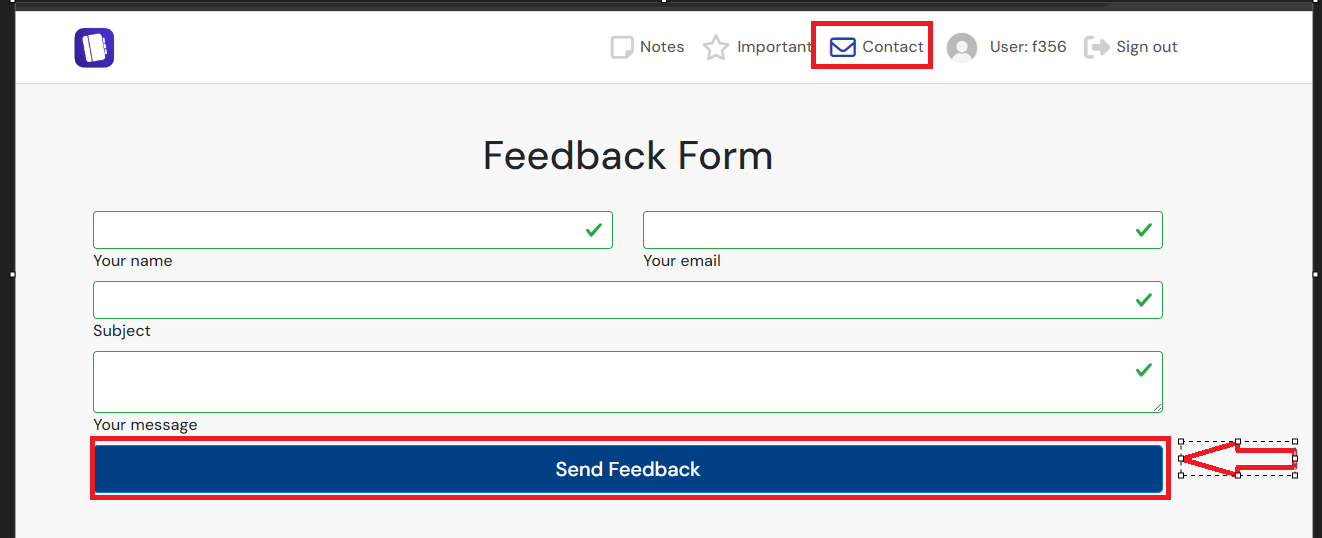 Notes Important Contact User: f356 Sign out
Feedback Form
Your name Your email
Subject
Your message
Send Feedback